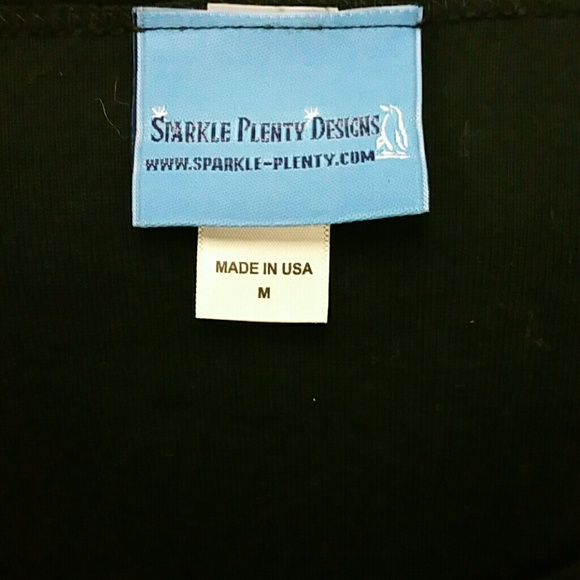 SPARKLE PLENTY DESIGNS
WWW.SPARKLE-PLENTY.COM
MADE IN USA
M